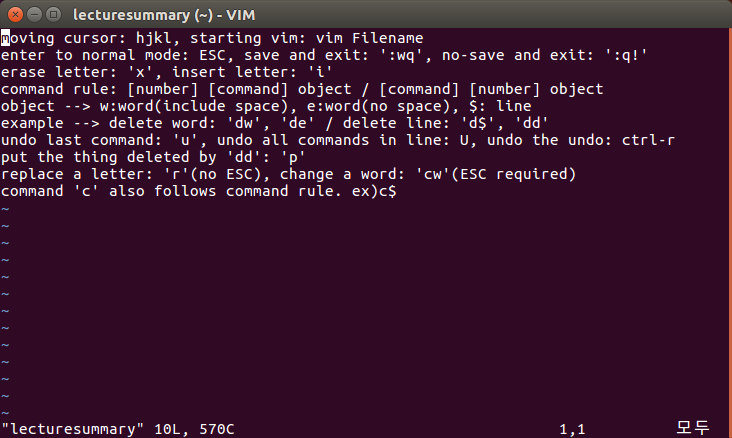 lecturesummary (~) - VIM
moving cursor: hjkl, starting vim: vim Filename
enter to normal mode: ESC, save and exit: ':wq', no-save and exit: ':q!'
erase letter: 'x', insert letter: 'i'
command rule: [number] [command] object / [command] [number] object
object --> w:word(include space), e:word(no space), $: line
example --> delete word: 'dw', 'de' / delete line: 'd$', 'dd'
undo last command: 'u', undo all commands in line: U, undo the undo: ctrl-r
put the thing deleted by 'dd': 'p'
replace a letter: 'r'(no ESC), change a word: 'cw'(ESC required)
command 'c' also follows command rule. ex)c$
~
~
~
~
~
~
~
~
~
~
~
~
~
"lecturesummary" 10L, 570C 1,1 모두